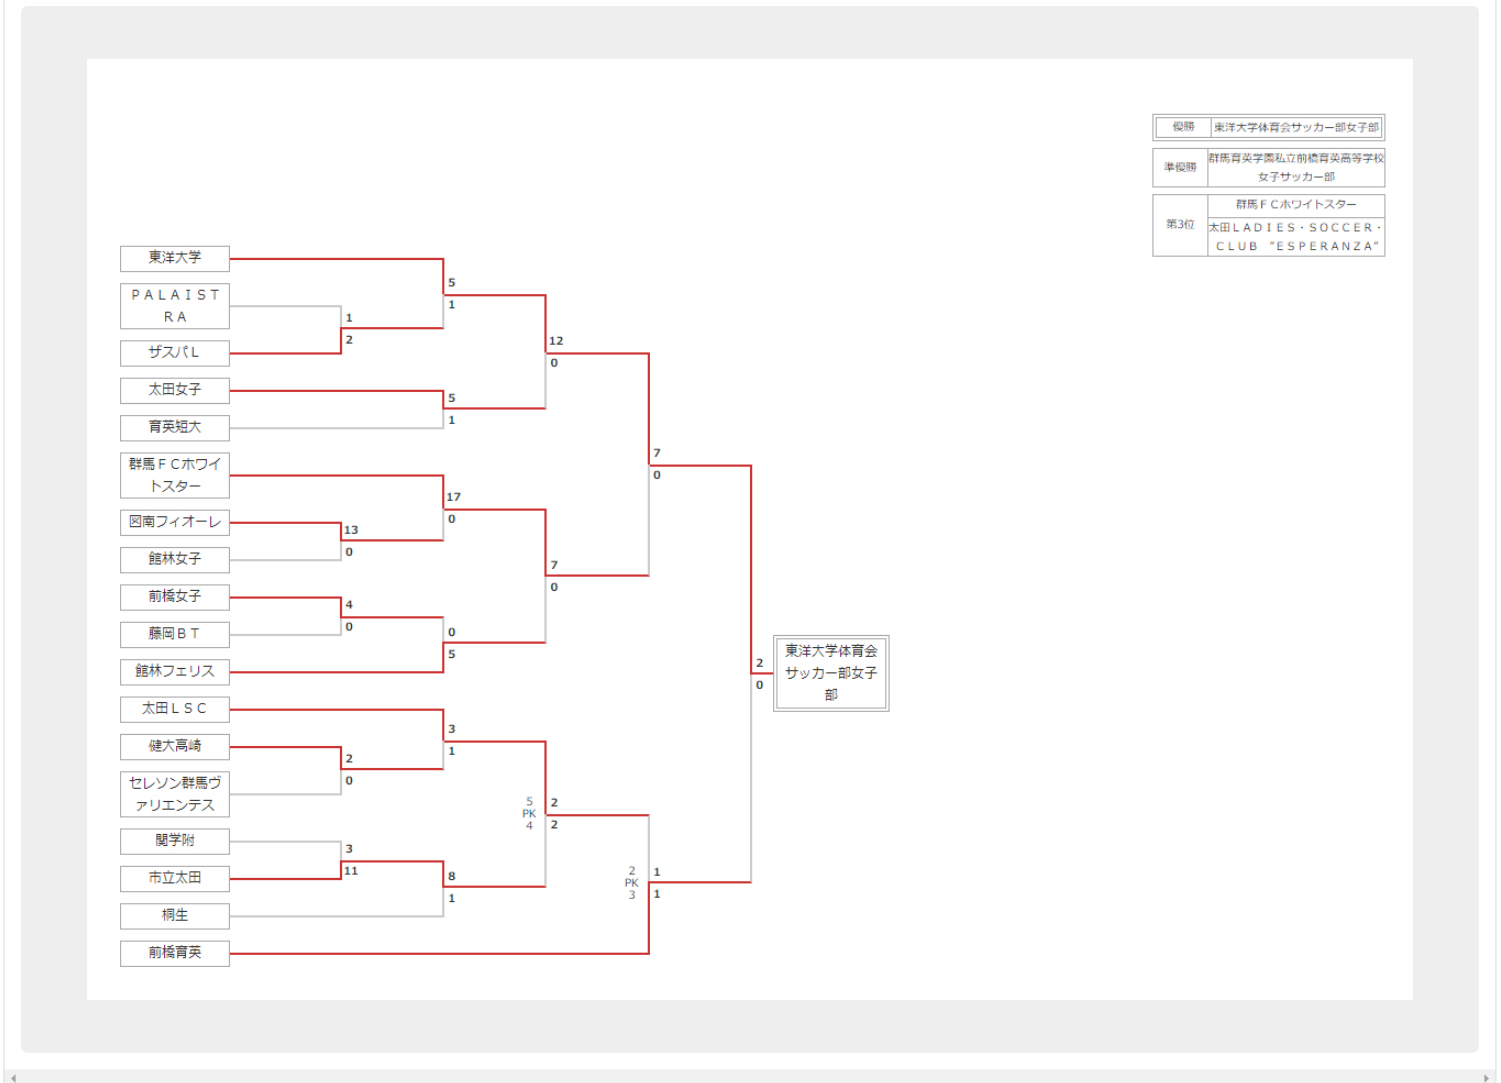 優勝 東洋大学体育会サッカー部女子部
準優勝 群馬育英学園私立前橋育英高等学校
女子サッカー部
第3位 群馬ＦＣホワイトスター
太田ＬＡＤＩＥＳ・ＳＯＣＣＥＲ・
ＣＬＵＢ “ＥＳＰＥＲＡＮＺＡ”
東洋大学
ＰＡＬＡＩＳＴ
ＲＡ
ザスパＬ
太田女子
育英短大
群馬ＦＣホワイ
トスター
図南フィオーレ
館林女子
前橋女子
藤岡ＢＴ
館林フェリス
太田ＬＳＣ
健大高崎
セレソン群馬ヴ
ァリエンテス
関学附
市立太田
桐生
前橋育英
1
2
13
0
4
0
2
0
3
11
5
1
5
1
17
0
0
5
3
1
8
1
12
0
7
0
5
PK
4
2
2
7
0
2
PK
3
1
1
2
0
東洋大学体育会
サッカー部女子
部